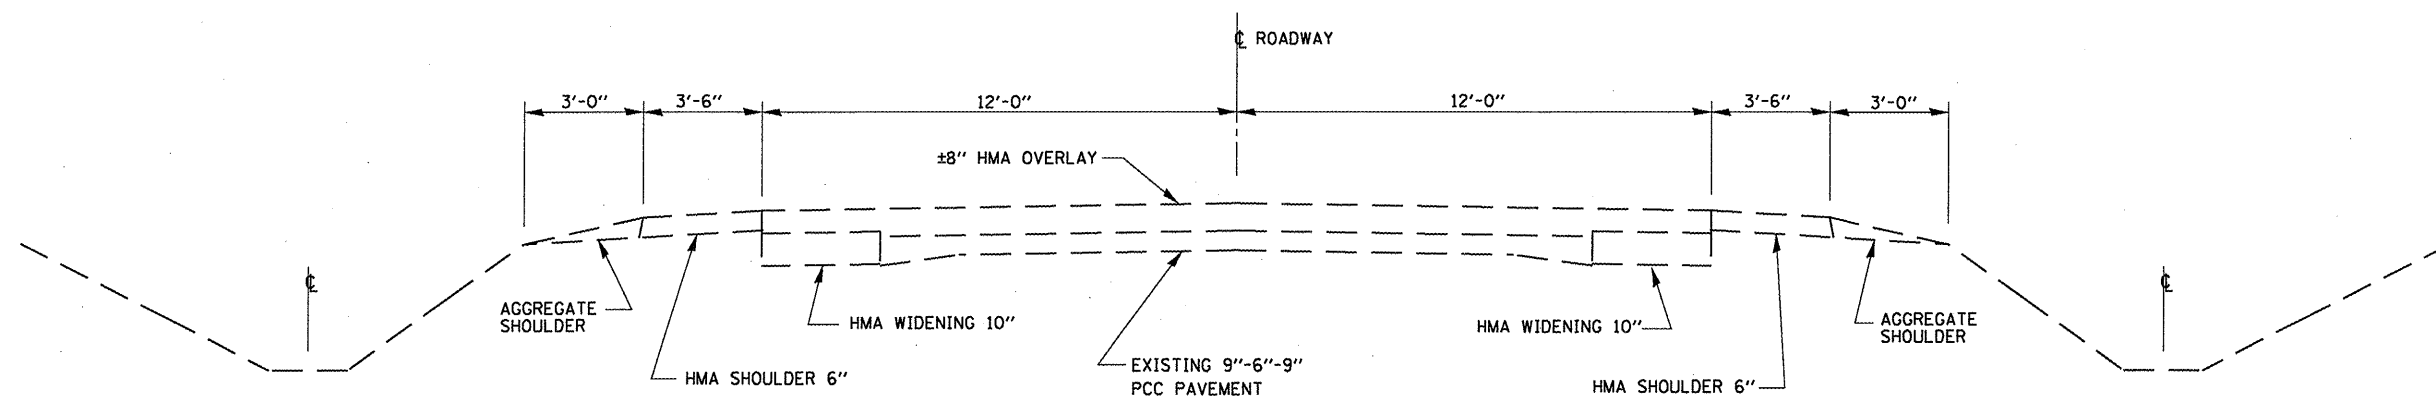 ℄ ROADWAY
3'-0"
3'-6"
12'-0"
12'-0"
3'-6"
3'-0"
±8" HMA OVERLAY
℄
℄
AGGREGATE
SHOULDER
HMA WIDENING 10"
HMA WIDENING 10"
AGGREGATE
SHOULDER
HMA SHOULDER 6"
EXISTING 9"-6"-9"
PCC PAVEMENT
HMA SHOULDER 6"